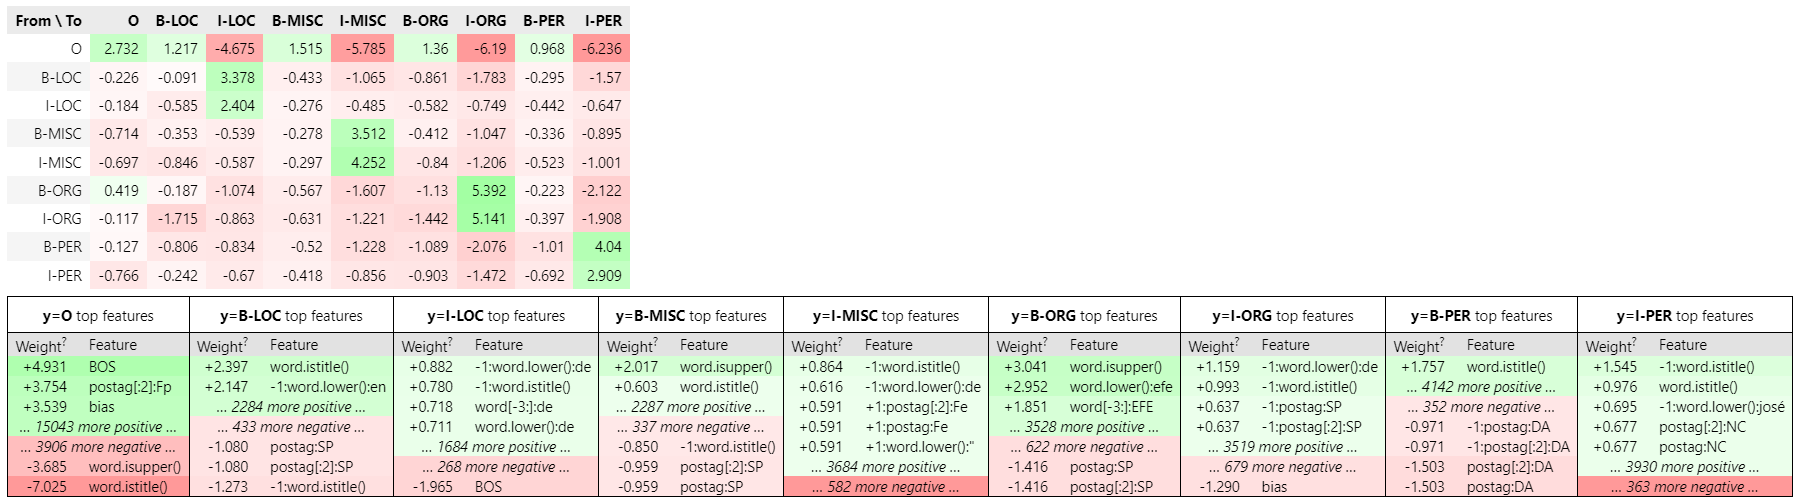 From \ To O B-LOC I-LOC B-MISC I-MISC B-ORG I-ORG B-PER I-PER
O 2.732 1.217 -4.675 1.515 -5.785 1.36 -6.19 0.968 -6.236
B-LOC -0.226 -0.091 3.378 -0.433 -1.065 -0.861 -1.783 -0.295 -1.57
I-LOC -0.184 -0.585 2.404 -0.276 -0.485 -0.582 -0.749 -0.442 -0.647
B-MISC -0.714 -0.353 -0.539 -0.278 3.512 -0.412 -1.047 -0.336 -0.895
I-MISC -0.697 -0.846 -0.587 -0.297 4.252 -0.84 -1.206 -0.523 -1.001
B-ORG 0.419 -0.187 -1.074 -0.567 -1.607 -1.13 5.392 -0.223 -2.122
I-ORG -0.117 -1.715 -0.863 -0.631 -1.221 -1.442 5.141 -0.397 -1.908
B-PER -0.127 -0.806 -0.834 -0.52 -1.228 -1.089 -2.076 -1.01 4.04
I-PER -0.766 -0.242 -0.67 -0.418 -0.856 -0.903 -1.472 -0.692 2.909
y=O top features y=B-LOC top features y=I-LOC top features y=B-MISC top features y=I-MISC top features y=B-ORG top features y=I-ORG top features y=B-PER top features y=I-PER top features
Weight? Feature Weight? Feature Weight? Feature Weight? Feature Weight? Feature Weight? Feature Weight? Feature Weight? Feature Weight? Feature
+4.931 BOS +2.397 word.istitle() +0.882 -1:word.lower():de +2.017 word.isupper() +0.864 -1:word.istitle() +3.041 word.isupper() +1.159 -1:word.lower():de +1.757 word.istitle() +1.545 -1:word.istitle()
+3.754 postag[:2]:Fp +2.147 -1:word.lower():en +0.780 -1:word.istitle() +0.603 word.istitle() +0.616 -1:word.lower():de +2.952 word.lower():efe +0.993 -1:word.istitle() … 4142 more positive … +0.976 word.istitle()
+3.539 bias … 2284 more positive … +0.718 word[-3:]:de … 2287 more positive … +0.591 +1:postag[:2]:Fe +1.851 word[-3:]:EFE +0.637 -1:postag:SP … 352 more negative … +0.695 -1:word.lower():josé
… 15043 more positive … … 433 more negative … +0.711 word.lower():de … 337 more negative … +0.591 +1:postag:Fe … 3528 more positive … +0.637 -1:postag[:2]:SP -0.971 -1:postag:DA +0.677 postag[:2]:NC
… 3906 more negative … -1.080 postag:SP … 1684 more positive … -0.850 -1:word.istitle() +0.591 +1:word.lower():" … 622 more negative … … 3519 more positive … -0.971 -1:postag[:2]:DA +0.677 postag:NC
-3.685 word.isupper() -1.080 postag[:2]:SP … 268 more negative … -0.959 postag[:2]:SP … 3684 more positive … -1.416 postag:SP … 679 more negative … -1.503 postag[:2]:DA … 3930 more positive …
-7.025 word.istitle() -1.273 -1:word.istitle() -1.965 BOS -0.959 postag:SP … 582 more negative … -1.416 postag[:2]:SP -1.290 bias -1.503 postag:DA … 363 more negative …